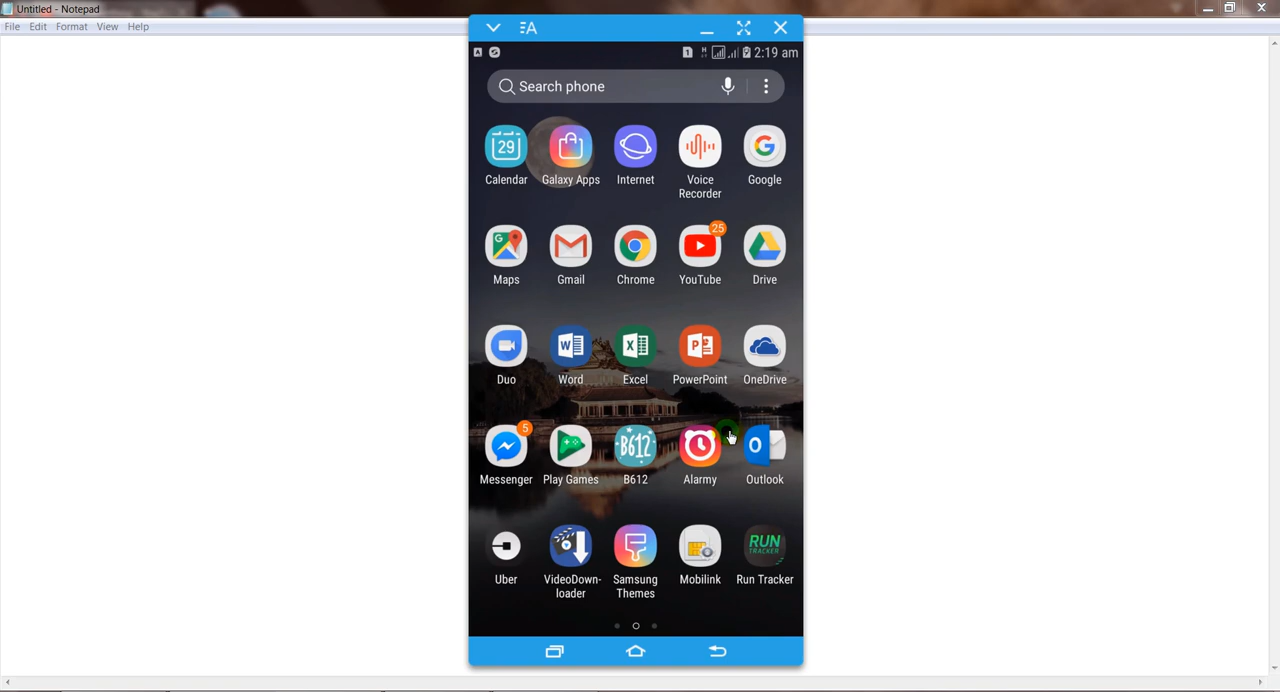 Untitled - Notepad
File Edit Format View Help
A
A 1 2:19 am
Search phone
29
Calendar Galaxy Apps Internet Voice Recorder Google
G
25
Maps Gmail Chrome YouTube Drive
W X P
Duo Word Excel PowerPoint OneDrive
5
B612 O
Messenger Play Games B612 Alarmy Outlook
RUN
TRACKER
Uber VideoDown-loader Samsung Themes Mobilink Run Tracker